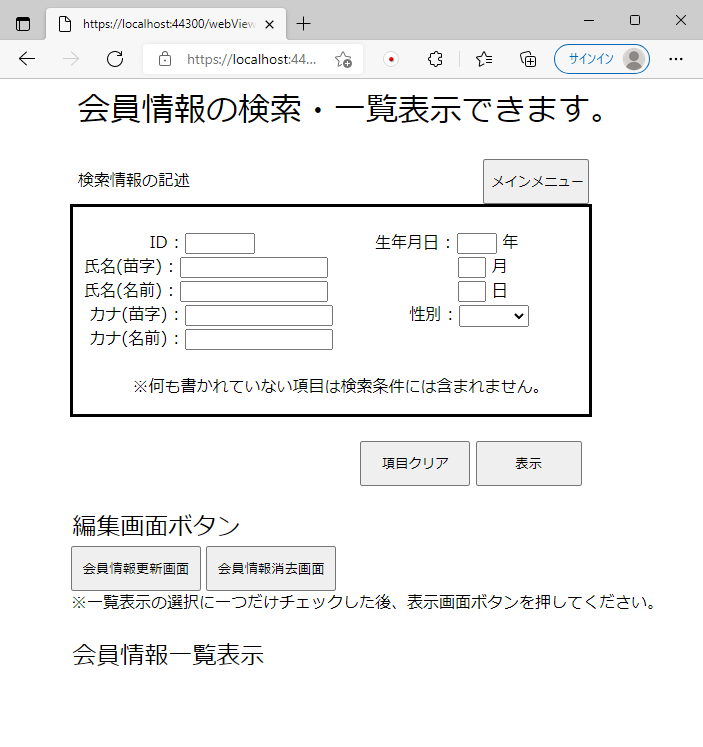 https://localhost:44300/webView
https://localhost:44... サインイン
会員情報の検索・一覧表示できます。
検索情報の記述 メインメニュー
ID： 生年月日： 年
氏名(苗字)： 月
氏名(名前)： 日
カナ(苗字)： 性別：
カナ(名前)：
※何も書かれていない項目は検索条件には含まれません。
項目クリア 表示
編集画面ボタン
会員情報更新画面 会員情報消去画面
※一覧表示の選択に一つだけチェックした後、表示画面ボタンを押してください。
会員情報一覧表示